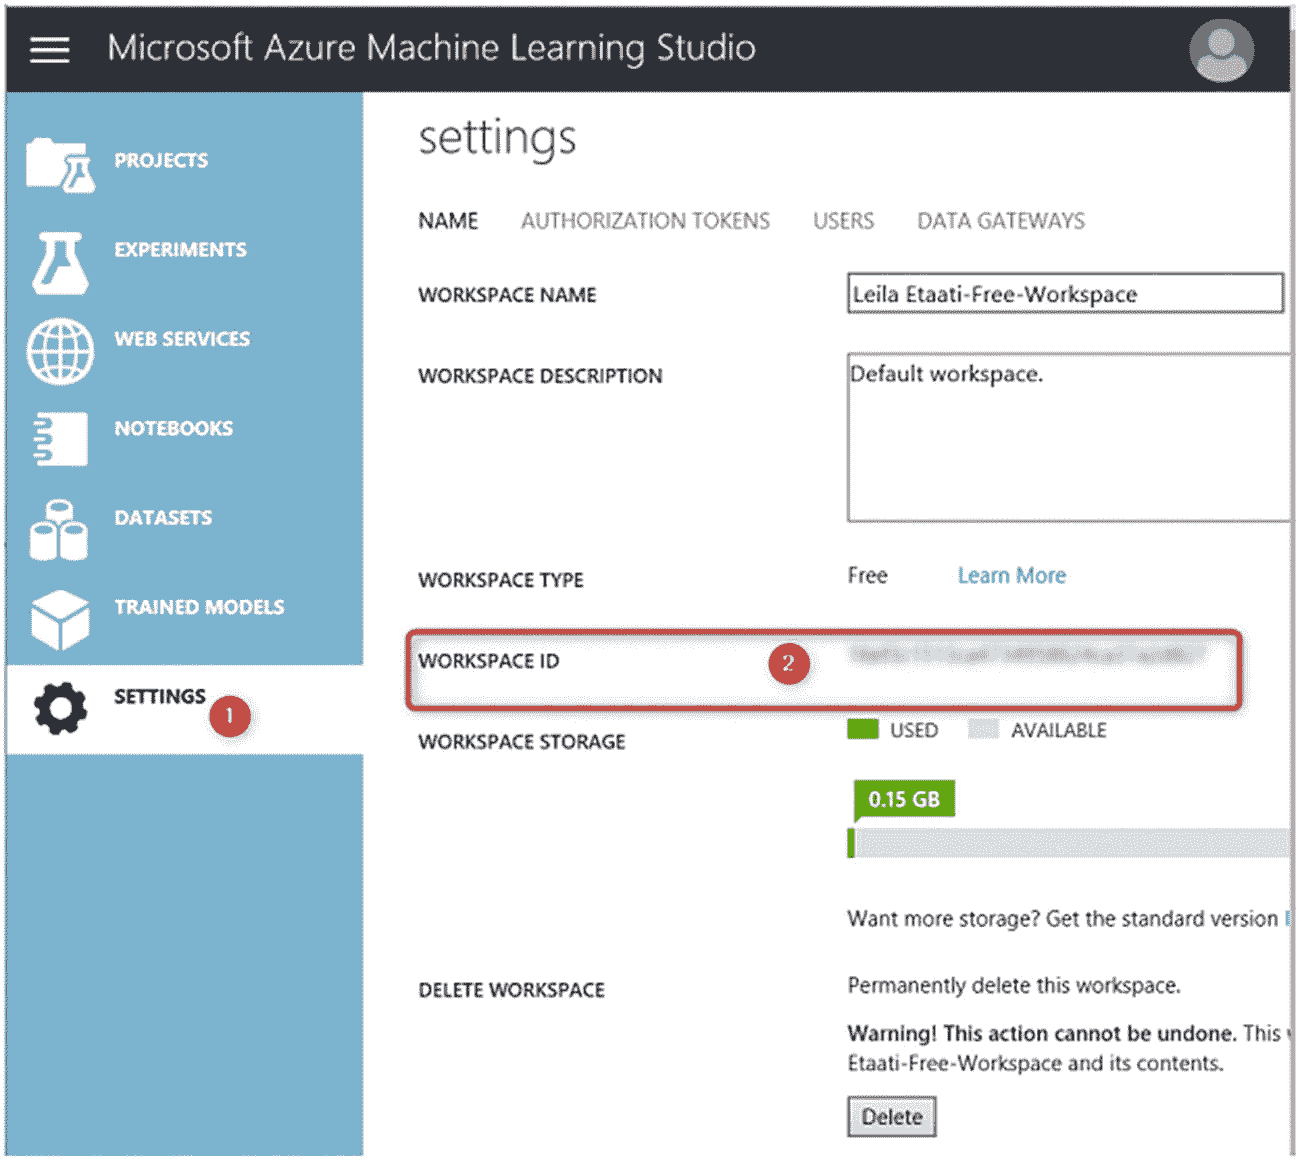 Microsoft Azure Machine Learning Studio
PROJECTS
EXPERIMENTS
WEB SERVICES
NOTEBOOKS
DATASETS
TRAINED MODELS
SETTINGS
1
settings
NAME AUTHORIZATION TOKENS USERS DATA GATEWAYS
WORKSPACE NAME Leila Etaati-Free-Workspace
WORKSPACE DESCRIPTION Default workspace.
WORKSPACE TYPE Free Learn More
WORKSPACE ID 2
WORKSPACE STORAGE USED AVAILABLE
0.15 GB
Want more storage? Get the standard version
DELETE WORKSPACE Permanently delete this workspace.
Warning! This action cannot be undone. This
Etaati-Free-Workspace and its contents.
Delete